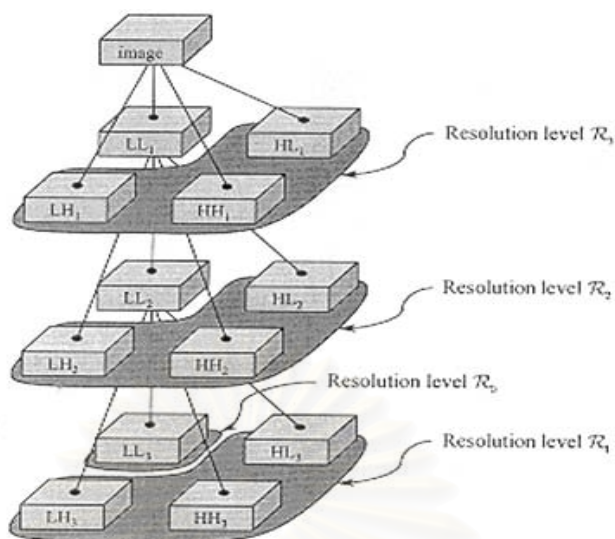 image
LL₁
HL₁
Resolution level ℛ₃
LH₁
HH₁
LL₂
HL₂
Resolution level ℛ₂
LH₂
HH₂
Resolution level ℛ₀
LL₃
HL₃
Resolution level ℛ₁
LH₃
HH₃